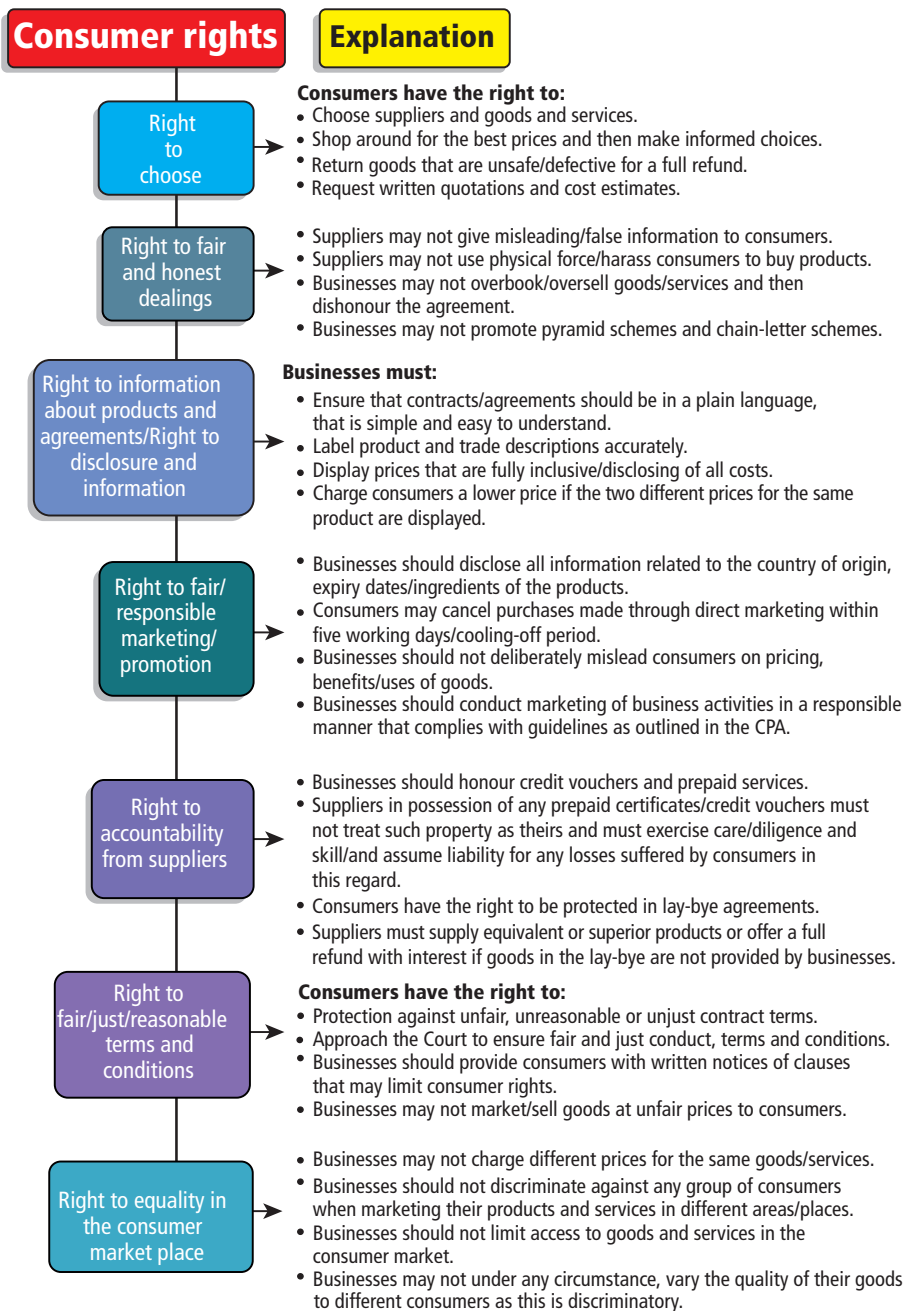 Consumer rights
Explanation
Right
to
choose
Consumers have the right to:
• Choose suppliers and goods and services.
• Shop around for the best prices and then make informed choices.
• Return goods that are unsafe/defective for a full refund.
• Request written quotations and cost estimates.
Right to fair
and honest
dealings
• Suppliers may not give misleading/false information to consumers.
• Suppliers may not use physical force/harass consumers to buy products.
• Businesses may not overbook/oversell goods/services and then
dishonour the agreement.
• Businesses may not promote pyramid schemes and chain-letter schemes.
Right to information
about products and
agreements/Right to
disclosure and
information
Businesses must:
• Ensure that contracts/agreements should be in a plain language,
that is simple and easy to understand.
• Label product and trade descriptions accurately.
• Display prices that are fully inclusive/disclosing of all costs.
• Charge consumers a lower price if the two different prices for the same
product are displayed.
Right to fair/
responsible
marketing/
promotion
• Businesses should disclose all information related to the country of origin,
expiry dates/ingredients of the products.
• Consumers may cancel purchases made through direct marketing within
five working days/cooling-off period.
• Businesses should not deliberately mislead consumers on pricing,
benefits/uses of goods.
• Businesses should conduct marketing of business activities in a responsible
manner that complies with guidelines as outlined in the CPA.
Right to
accountability
from suppliers
• Businesses should honour credit vouchers and prepaid services.
• Suppliers in possession of any prepaid certificates/credit vouchers must
not treat such property as theirs and must exercise care/diligence and
skill/and assume liability for any losses suffered by consumers in
this regard.
• Consumers have the right to be protected in lay-bye agreements.
• Suppliers must supply equivalent or superior products or offer a full
refund with interest if goods in the lay-bye are not provided by businesses.
Right to
fair/just/reasonable
terms and
conditions
Consumers have the right to:
• Protection against unfair, unreasonable or unjust contract terms.
• Approach the Court to ensure fair and just conduct, terms and conditions.
• Businesses should provide consumers with written notices of clauses
that may limit consumer rights.
• Businesses may not market/sell goods at unfair prices to consumers.
Right to equality in
the consumer
market place
• Businesses may not charge different prices for the same goods/services.
• Businesses should not discriminate against any group of consumers
when marketing their products and services in different areas/places.
• Businesses should not limit access to goods and services in the
consumer market.
• Businesses may not under any circumstance, vary the quality of their goods
to different consumers as this is discriminatory.